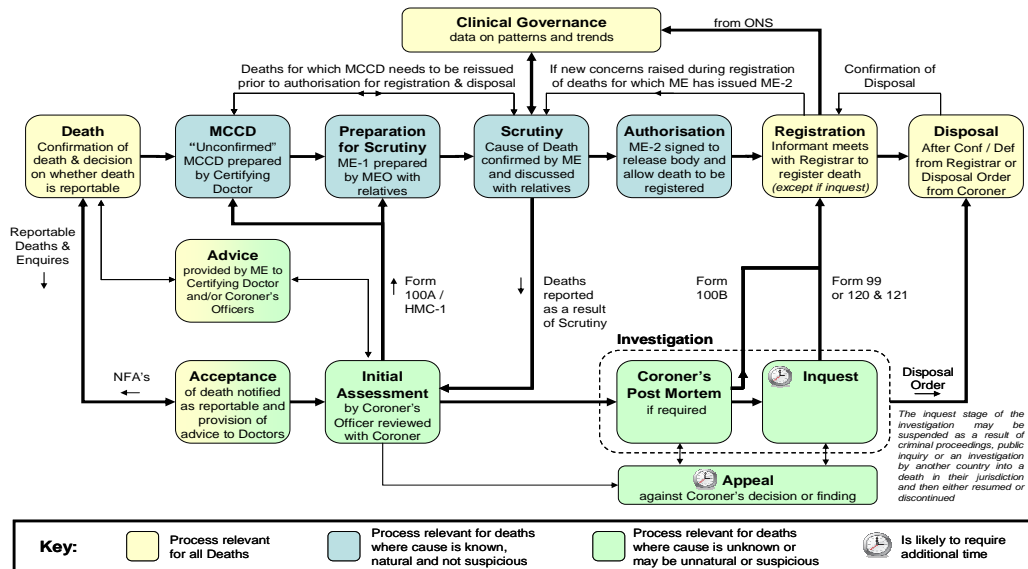 Clinical Governance
data on patterns and trends
from ONS
Deaths for which MCCD needs to be reissued
prior to authorisation for registration & disposal
If new concerns raised during registration
of deaths for which ME has issued ME-2
Confirmation of
Disposal
Death
Confirmation of
death & decision
on whether death
is reportable
MCCD
“Unconfirmed”
MCCD prepared
by Certifying
Doctor
Preparation
for Scrutiny
ME-1 prepared
by MEO with
relatives
Scrutiny
Cause of Death
confirmed by ME
and discussed
with relatives
Authorisation
ME-2 signed to
release body and
allow death to be
registered
Registration
Informant meets
with Registrar to
register death
(except if inquest)
Disposal
After Conf / Def
from Registrar or
Disposal Order
from Coroner
Reportable
Deaths &
Enquires
Advice
provided by ME to
Certifying Doctor
and/or Coroner's
Officers
Form
100A /
HMC-1
Deaths
reported
as a result
of Scrutiny
Form
100B
Form 99
or 120 & 121
Investigation
NFA's
Acceptance
of death notified
as reportable and
provision of
advice to Doctors
Initial
Assessment
by Coroner's
Officer reviewed
with Coroner
Coroner's
Post Mortem
if required
Inquest
Disposal
Order
The inquest stage of the
investigation may be
suspended as a result of
criminal proceedings, public
inquiry or an investigation
by another country into a
death in their jurisdiction
and then either resumed or
discontinued
Appeal
against Coroner's decision or finding
Key:
Process relevant
for all Deaths
Process relevant for deaths
where cause is known,
natural and not suspicious
Process relevant for deaths
where cause is unknown or
may be unnatural or suspicious
Is likely to require
additional time